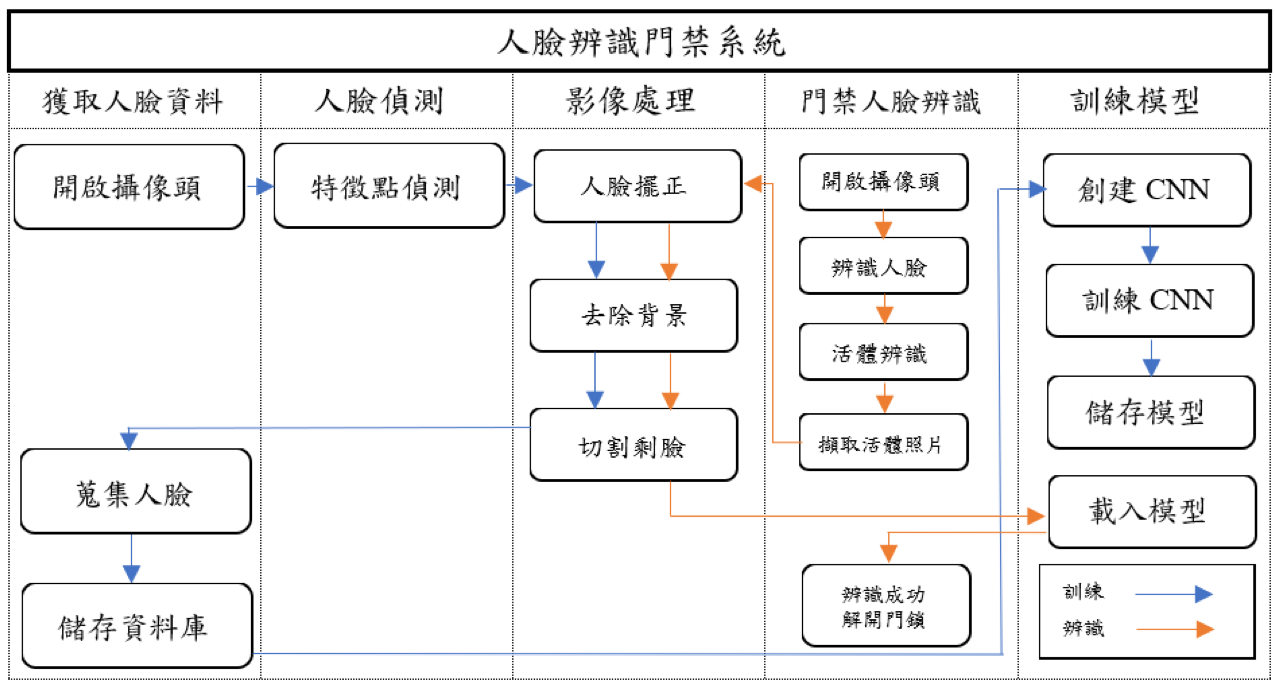 人臉辨識門禁系統
獲取人臉資料
人臉偵測
影像處理
門禁人臉辨識
訓練模型
開啟攝像頭
特徵點偵測
人臉擺正
開啟攝像頭
創建 CNN
辨識人臉
去除背景
訓練 CNN
活體辨識
儲存模型
切割剩臉
擷取活體照片
蒐集人臉
載入模型
儲存資料庫
辨識成功
解開門鎖
訓練
辨識